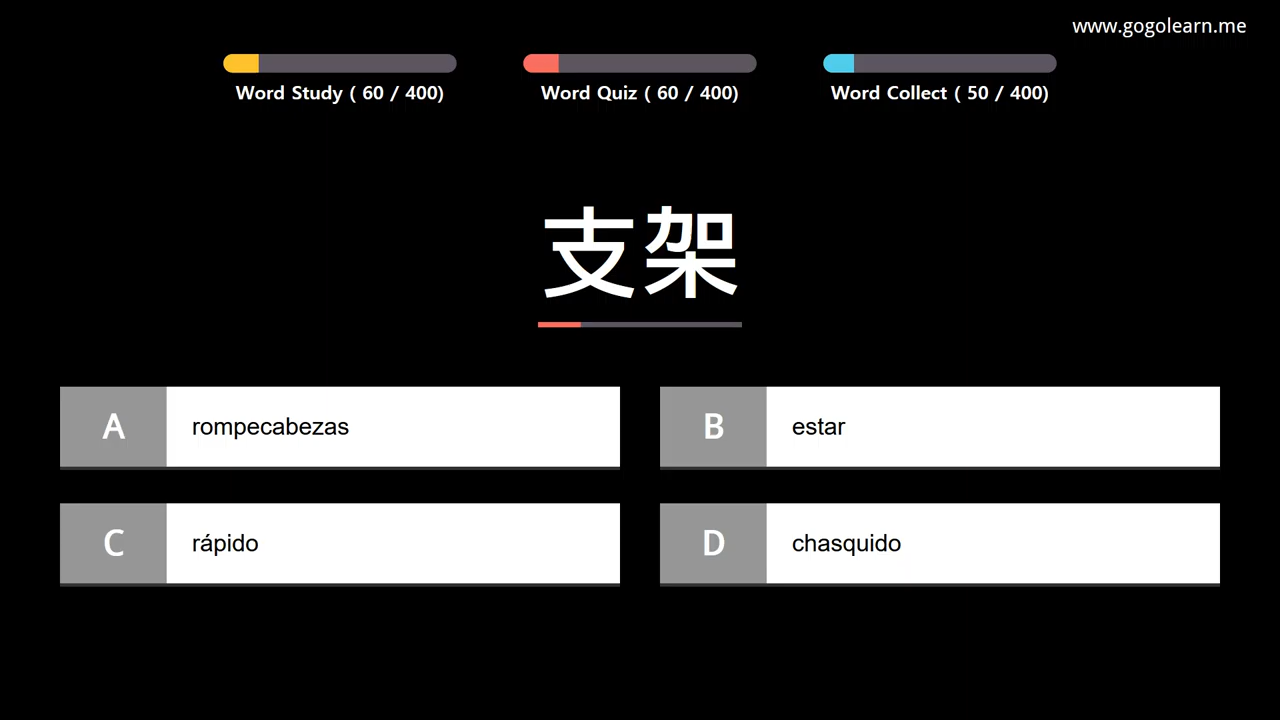 www.gogolearn.me
Word Study ( 60 / 400)
Word Quiz ( 60 / 400)
Word Collect ( 50 / 400)
支架
A rompecabezas
B estar
C rápido
D chasquido